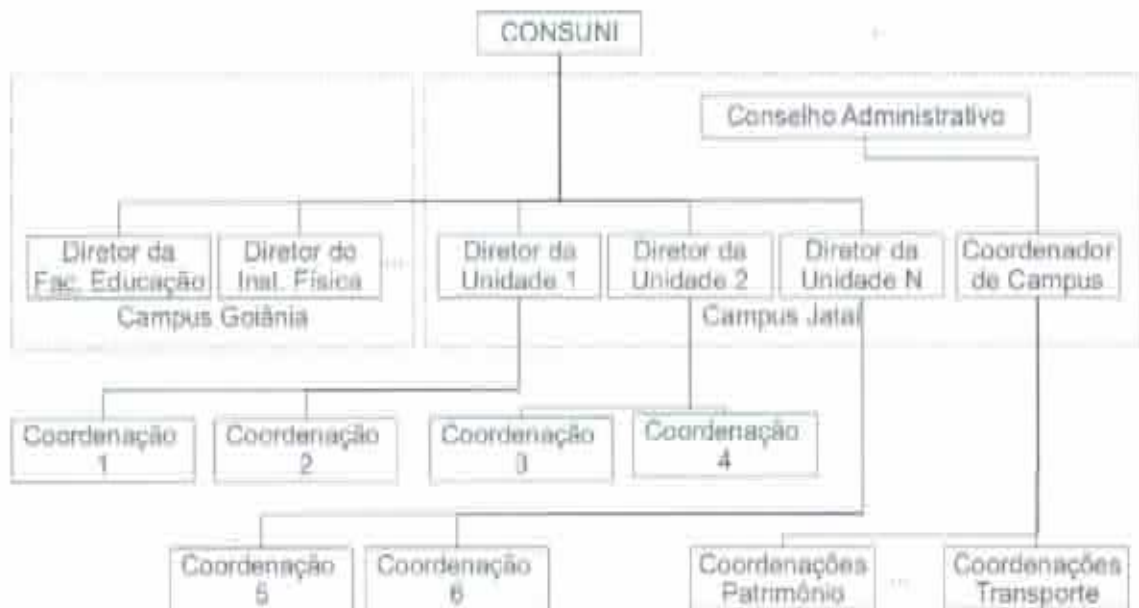 CONSUNI
Conselho Administrativo
Diretor da
Fac. Educação
Diretor do
Inst. Física
...
Diretor da
Unidade 1
Diretor da
Unidade 2
Diretor da
Unidade N
Coordenador
de Campus
Campus Goiânia
Campus Jataí
Coordenação
1
Coordenação
2
Coordenação
3
Coordenação
4
Coordenação
5
Coordenação
6
Coordenações
Patrimônio
...
Coordenações
Transporte